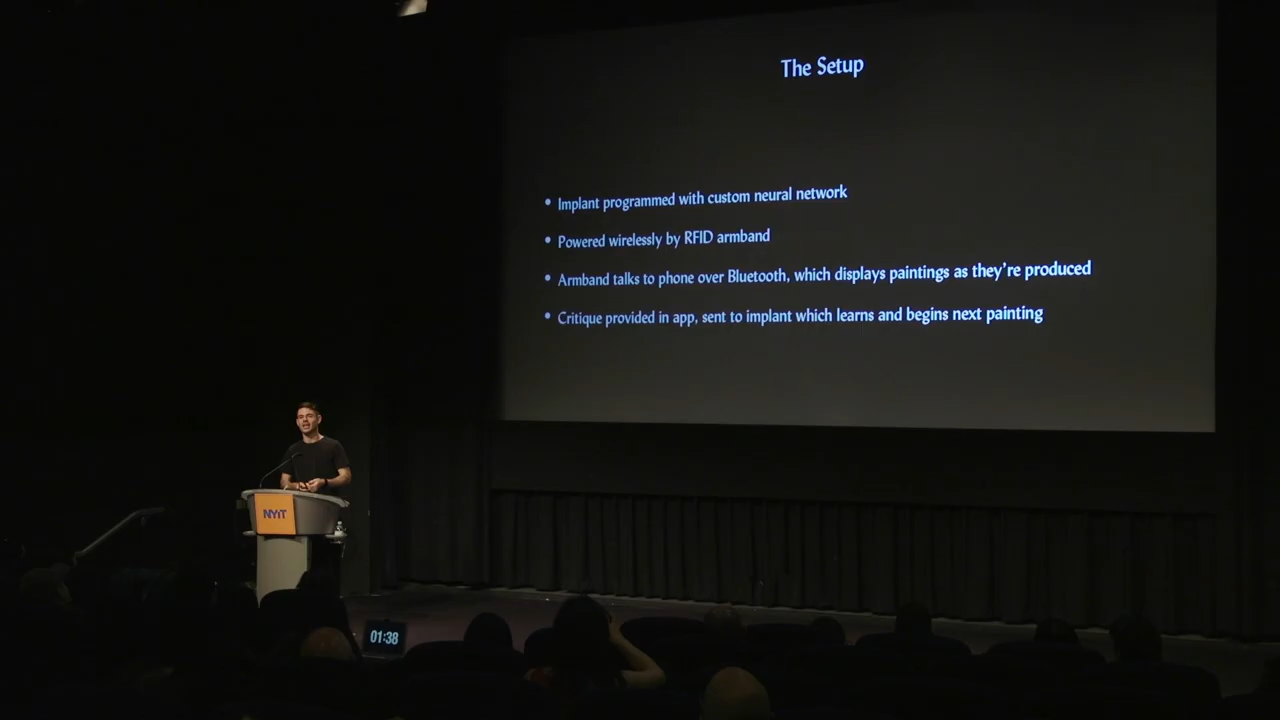 The Setup
• Implant programmed with custom neural network
• Powered wirelessly by RFID armband
• Armband talks to phone over Bluetooth, which displays paintings as they're produced
• Critique provided in app, sent to implant which learns and begins next painting
NYIT
01:38